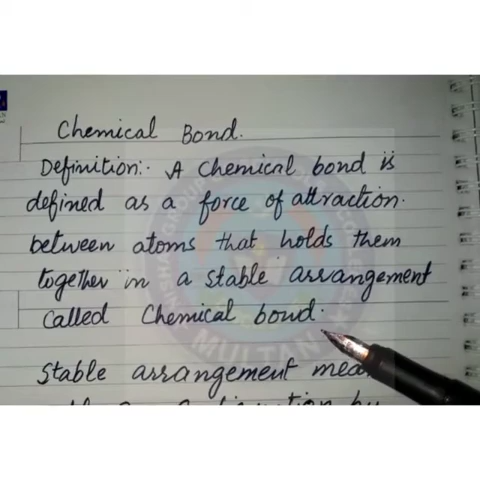 Chemical Bond.
Definition:- A chemical bond is
defined as a force of attraction.
between atoms that holds them
together in a stable arrangement
called Chemical bond.
Stable arrangement
MULTAN